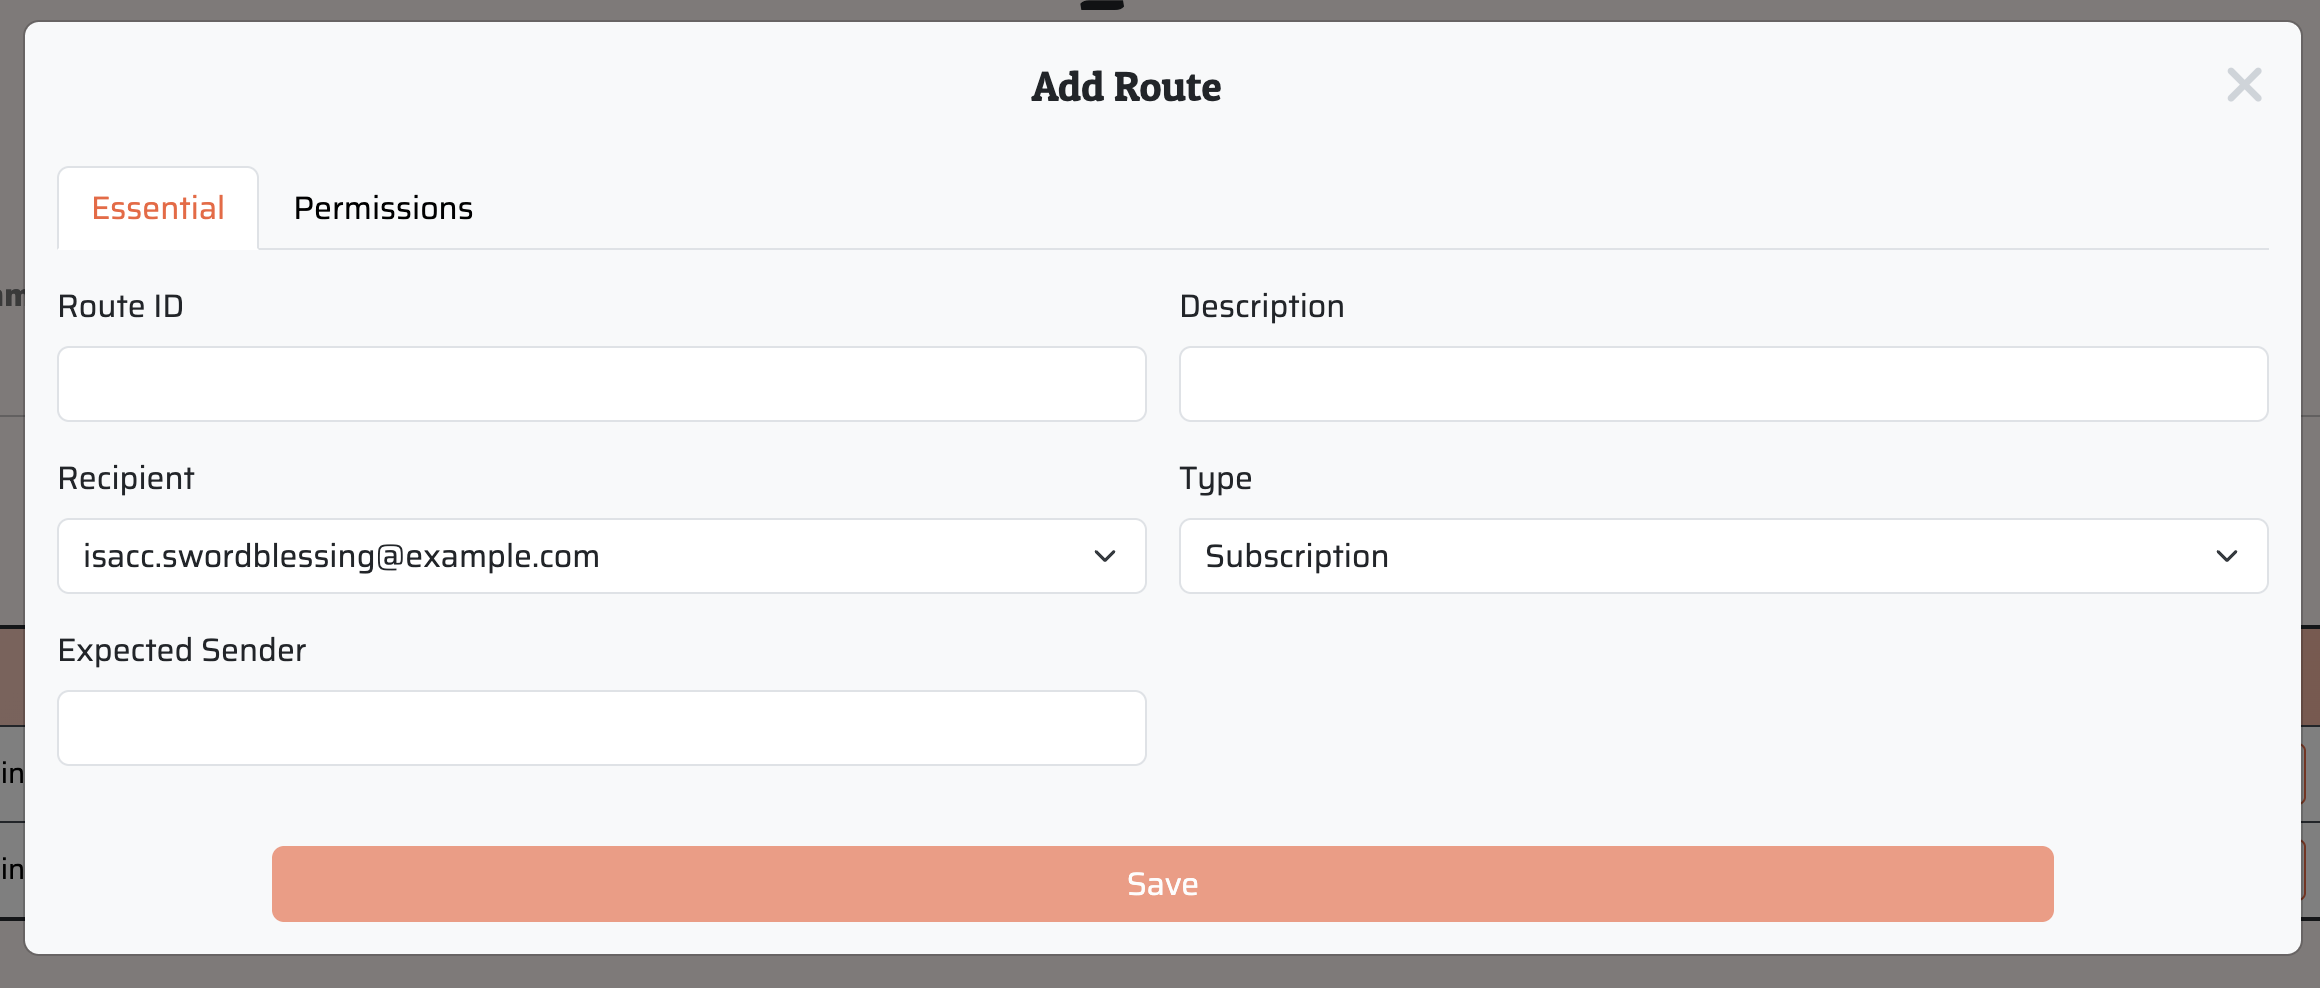 Add Route
Essential Permissions
Route ID Description
Recipient Type
isacc.swordblessing@example.com Subscription
Expected Sender
Save